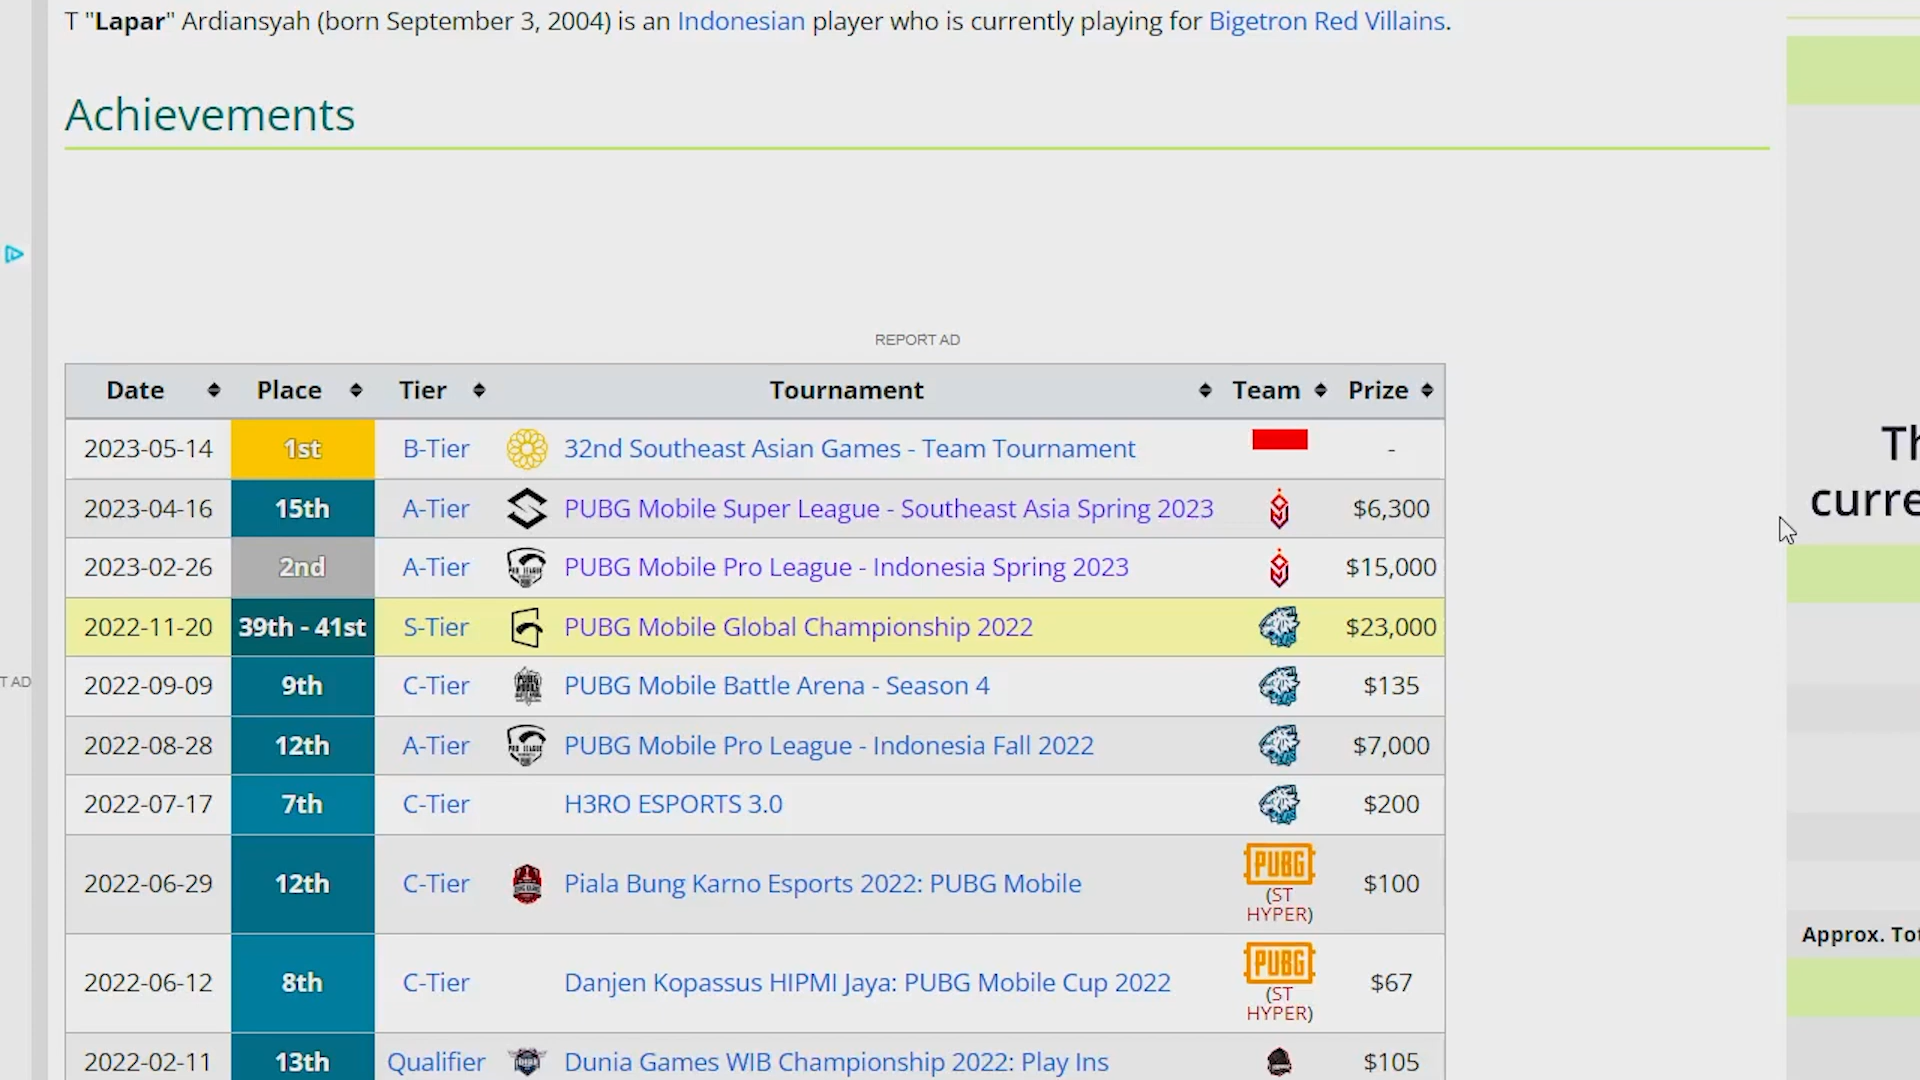 T "Lapar" Ardiansyah (born September 3, 2004) is an Indonesian player who is currently playing for Bigetron Red Villains.
Achievements
REPORT AD
Date Place Tier Tournament Team Prize
2023-05-14 1st B-Tier 32nd Southeast Asian Games - Team Tournament -
2023-04-16 15th A-Tier PUBG Mobile Super League - Southeast Asia Spring 2023 $6,300
2023-02-26 2nd A-Tier PUBG Mobile Pro League - Indonesia Spring 2023 $15,000
2022-11-20 39th - 41st S-Tier PUBG Mobile Global Championship 2022 $23,000
2022-09-09 9th C-Tier PUBG Mobile Battle Arena - Season 4 $135
2022-08-28 12th A-Tier PUBG Mobile Pro League - Indonesia Fall 2022 $7,000
2022-07-17 7th C-Tier H3RO ESPORTS 3.0 $200
2022-06-29 12th C-Tier Piala Bung Karno Esports 2022: PUBG Mobile PUBG (ST HYPER) $100
2022-06-12 8th C-Tier Danjen Kopassus HIPMI Jaya: PUBG Mobile Cup 2022 PUBG (ST HYPER) $67
2022-02-11 13th Qualifier Dunia Games WIB Championship 2022: Play Ins $105
T AD
Th
curre
Approx. Tot